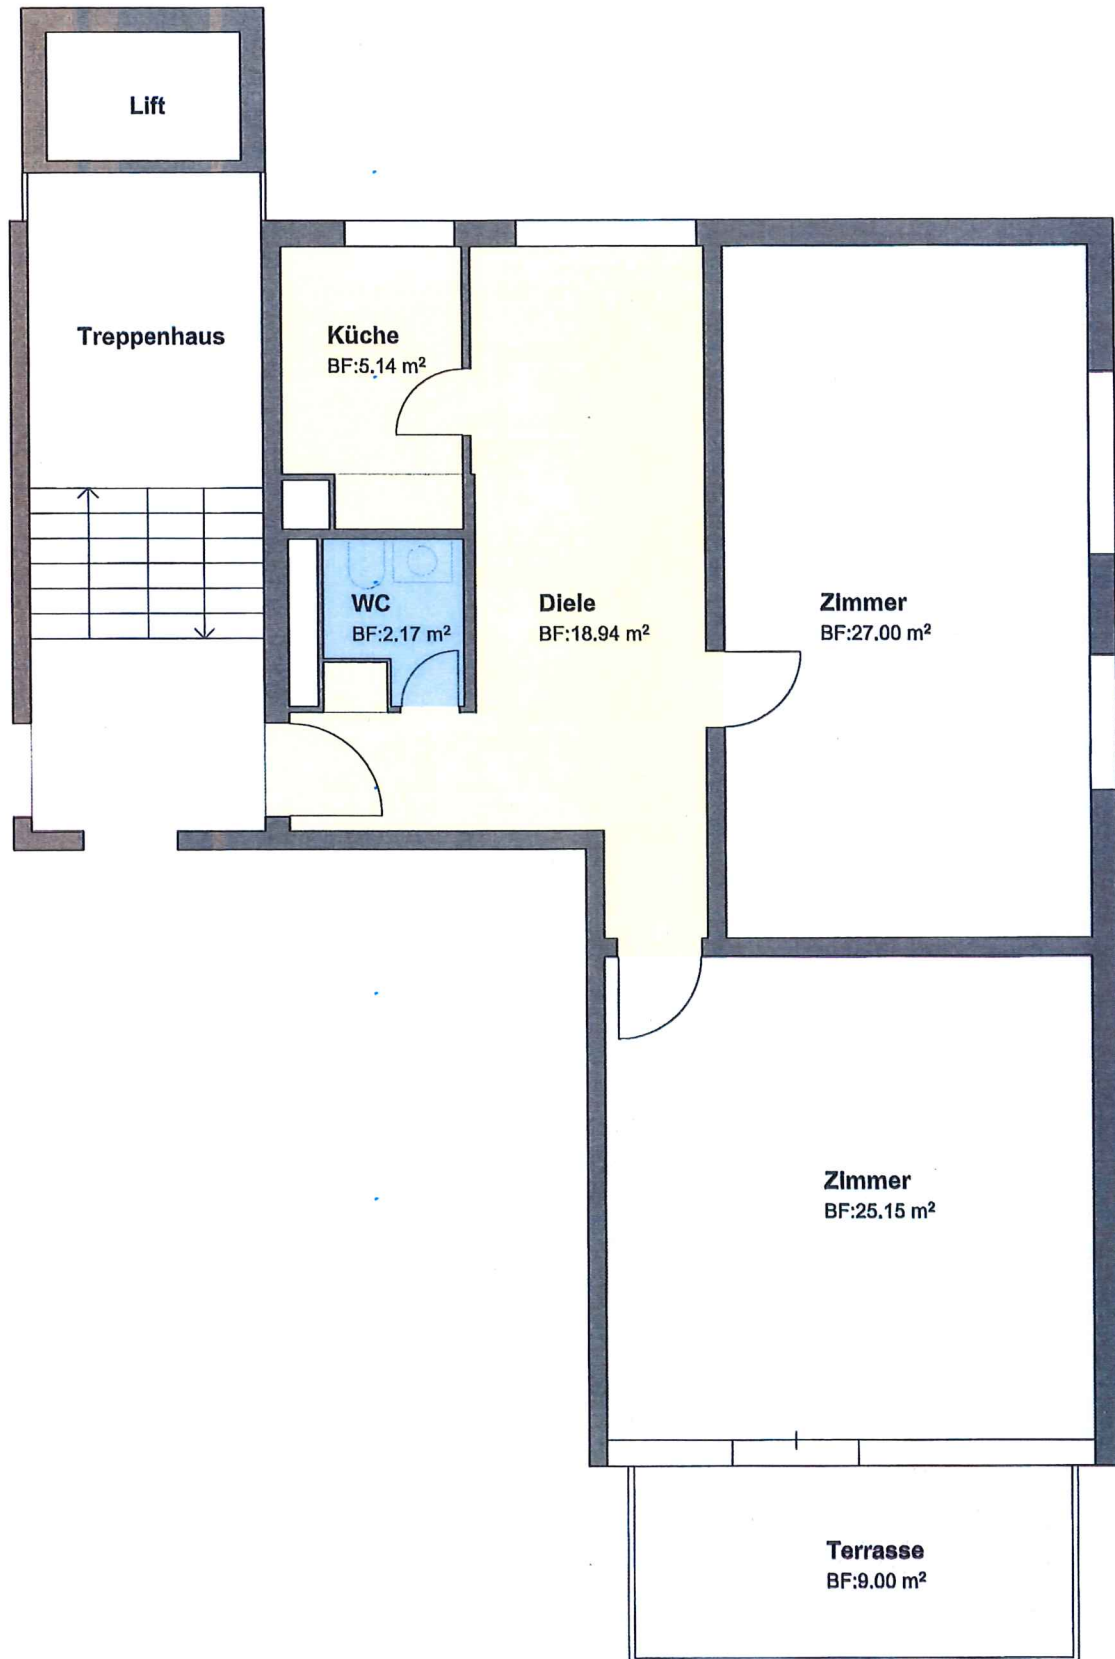 Lift
Treppenhaus
Küche
BF:5.14 m²
WC
BF:2.17 m²
Diele
BF:18.94 m²
Zimmer
BF:27.00 m²
Zimmer
BF:25.15 m²
Terrasse
BF:9.00 m²